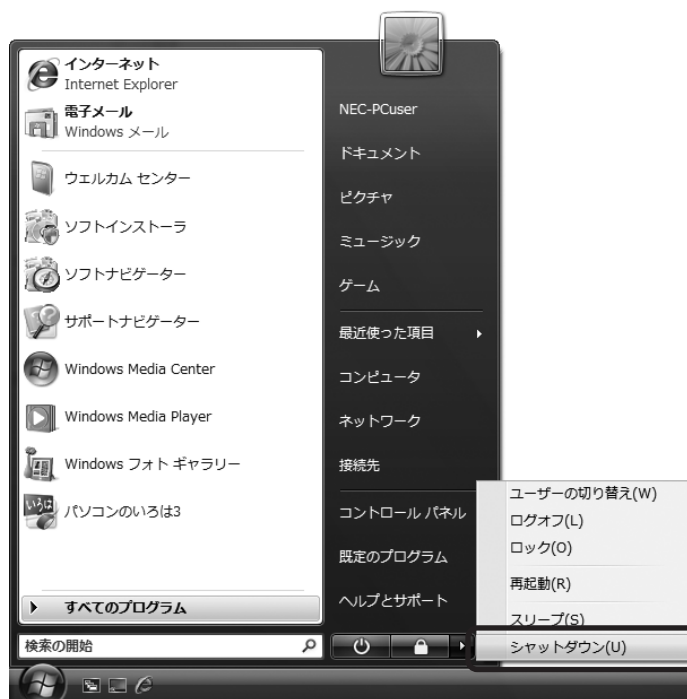 インターネット
Internet Explorer
電子メール
Windows メール
ウェルカム センター
ソフトインストーラ
ソフトナビゲーター
サポートナビゲーター
Windows Media Center
Windows Media Player
Windows フォト ギャラリー
いろは
パソコンのいろは3
すべてのプログラム
検索の開始
NEC-PCuser
ドキュメント
ピクチャ
ミュージック
ゲーム
最近使った項目
コンピュータ
ネットワーク
接続先
コントロール パネル
既定のプログラム
ヘルプとサポート
ユーザーの切り替え(W)
ログオフ(L)
ロック(O)
再起動(R)
スリープ(S)
シャットダウン(U)